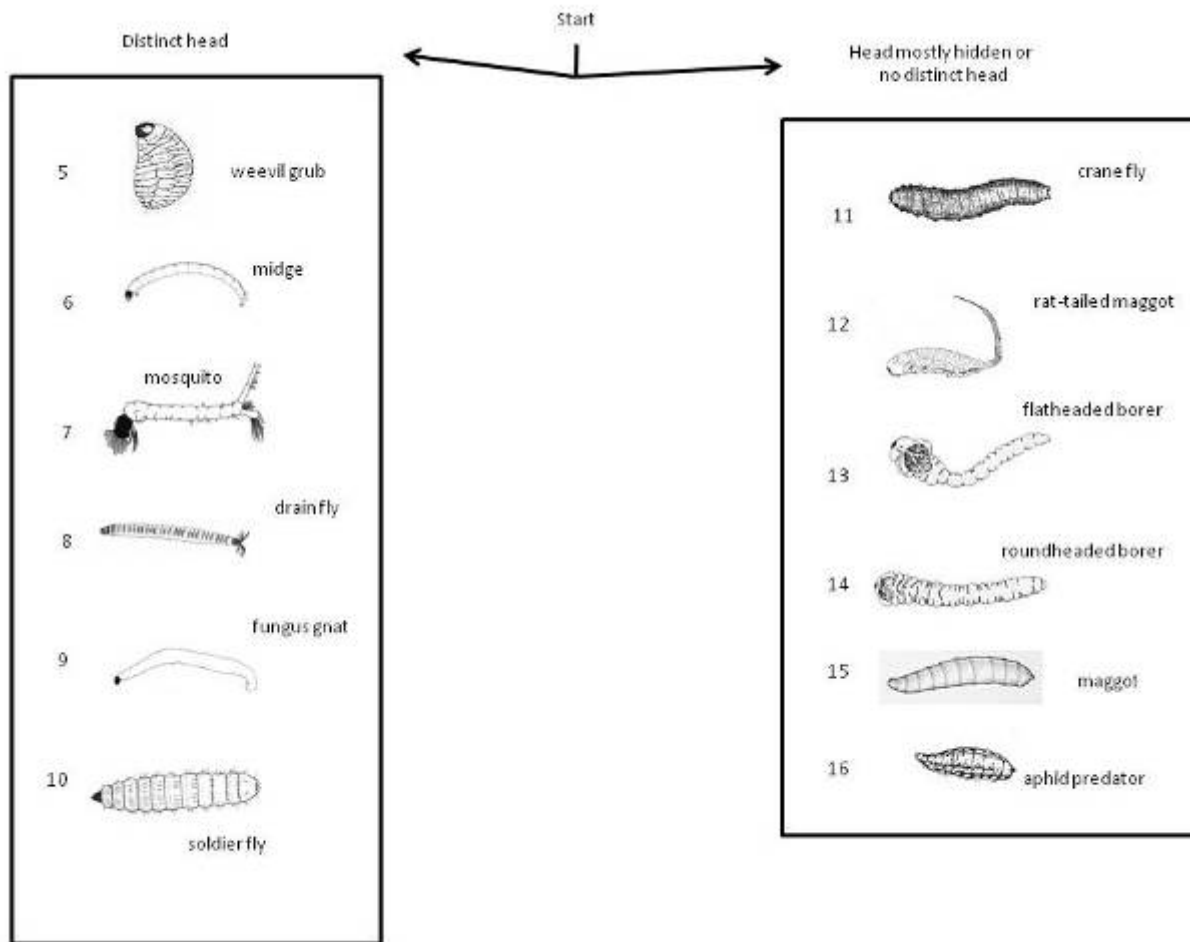 Start
Distinct head
Head mostly hidden or
no distinct head
5
weevil grub
midge
6
mosquito
7
drain fly
8
fungus gnat
9
10
soldier fly
crane fly
11
rat-tailed maggot
12
flatheaded borer
13
roundheaded borer
14
15
maggot
16
aphid predator